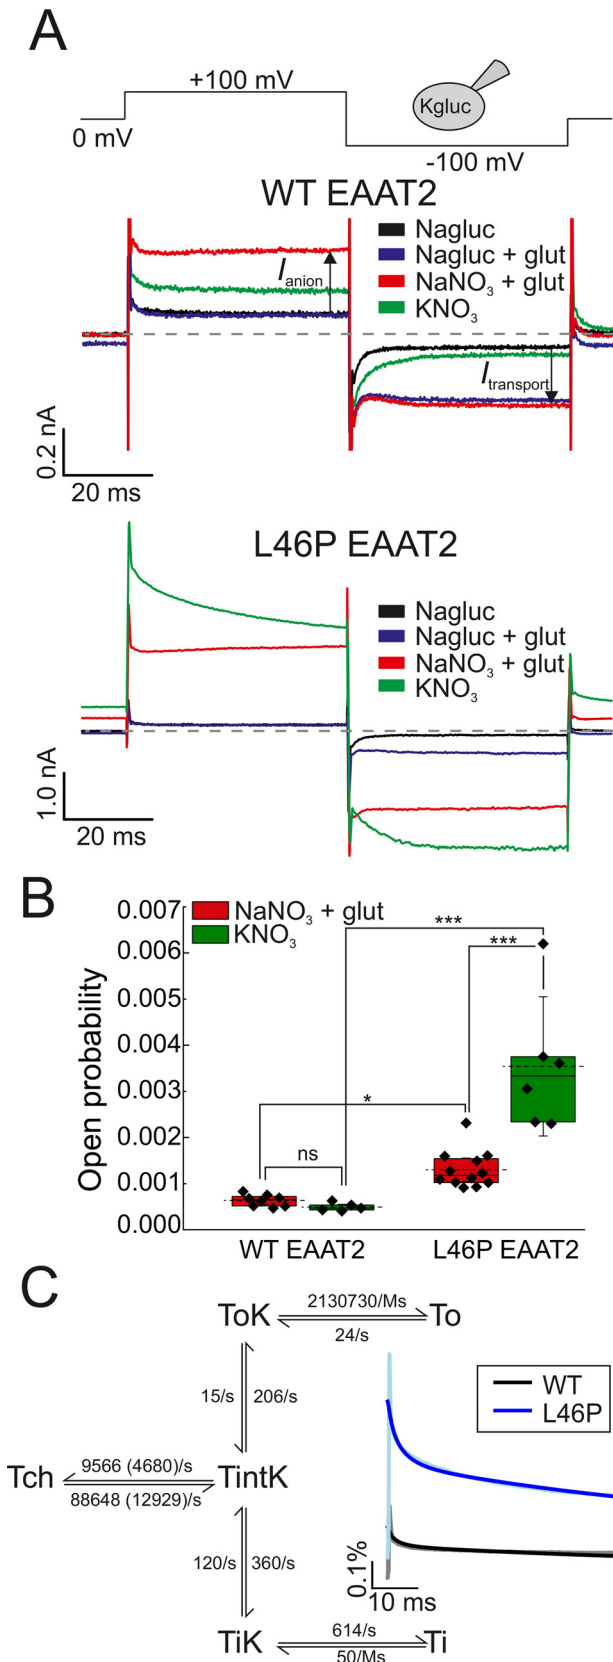 A
+100 mV
Kgluc
0 mV
-100 mV
WT EAAT2
Nagluc
Nagluc + glut
NaNO₃ + glut
KNO₃
I anion
I transport
0.2 nA
20 ms
L46P EAAT2
Nagluc
Nagluc + glut
NaNO₃ + glut
KNO₃
1.0 nA
20 ms
B
NaNO₃ + glut
KNO₃
Open probability
0.007
0.006
0.005
0.004
0.003
0.002
0.001
0.000
***
***
*
ns
WT EAAT2
L46P EAAT2
C
ToK
2130730/Ms
24/s
To
15/s
206/s
Tch
9566 (4680)/s
88648 (12929)/s
TintK
120/s
360/s
TiK
614/s
50/Ms
Ti
WT
L46P
0.1%
10 ms